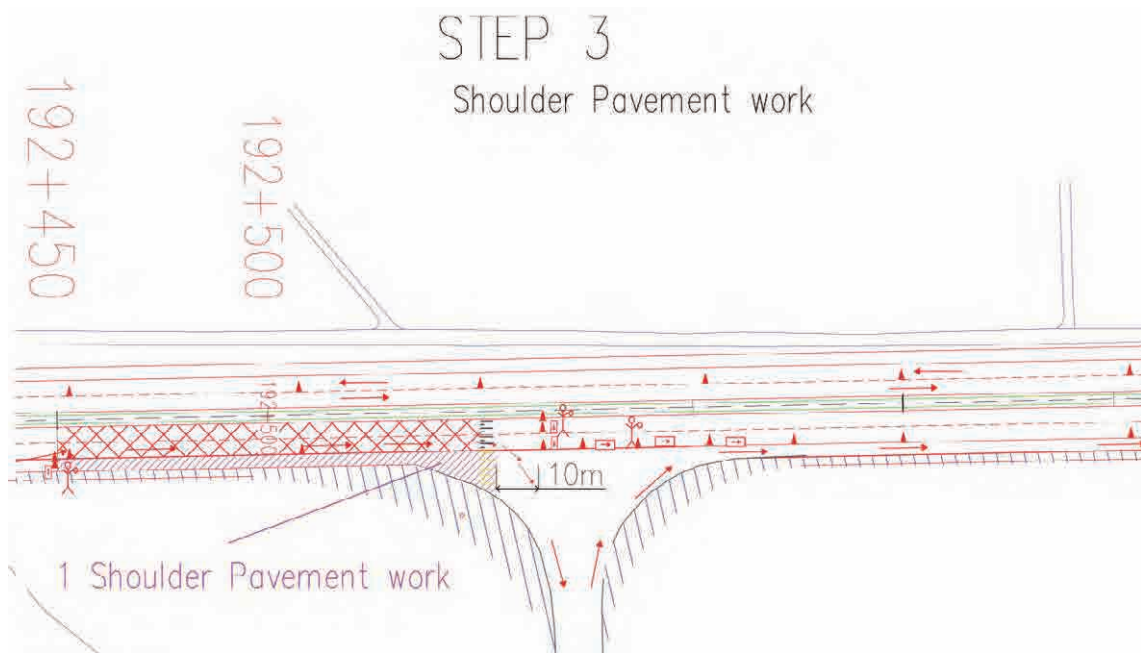 STEP 3
Shoulder Pavement work
192+450
192+500
192+500
10m
1 Shoulder Pavement work